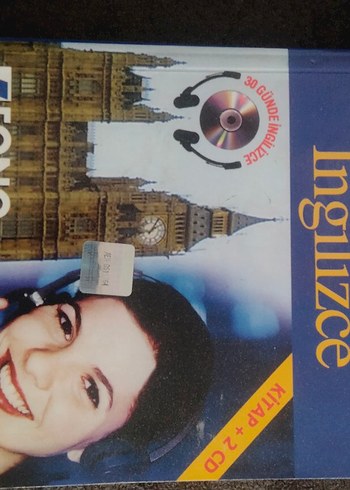 İngilizce
30 GÜNDE İNGİLİZCE
KİTAP + 2 CD